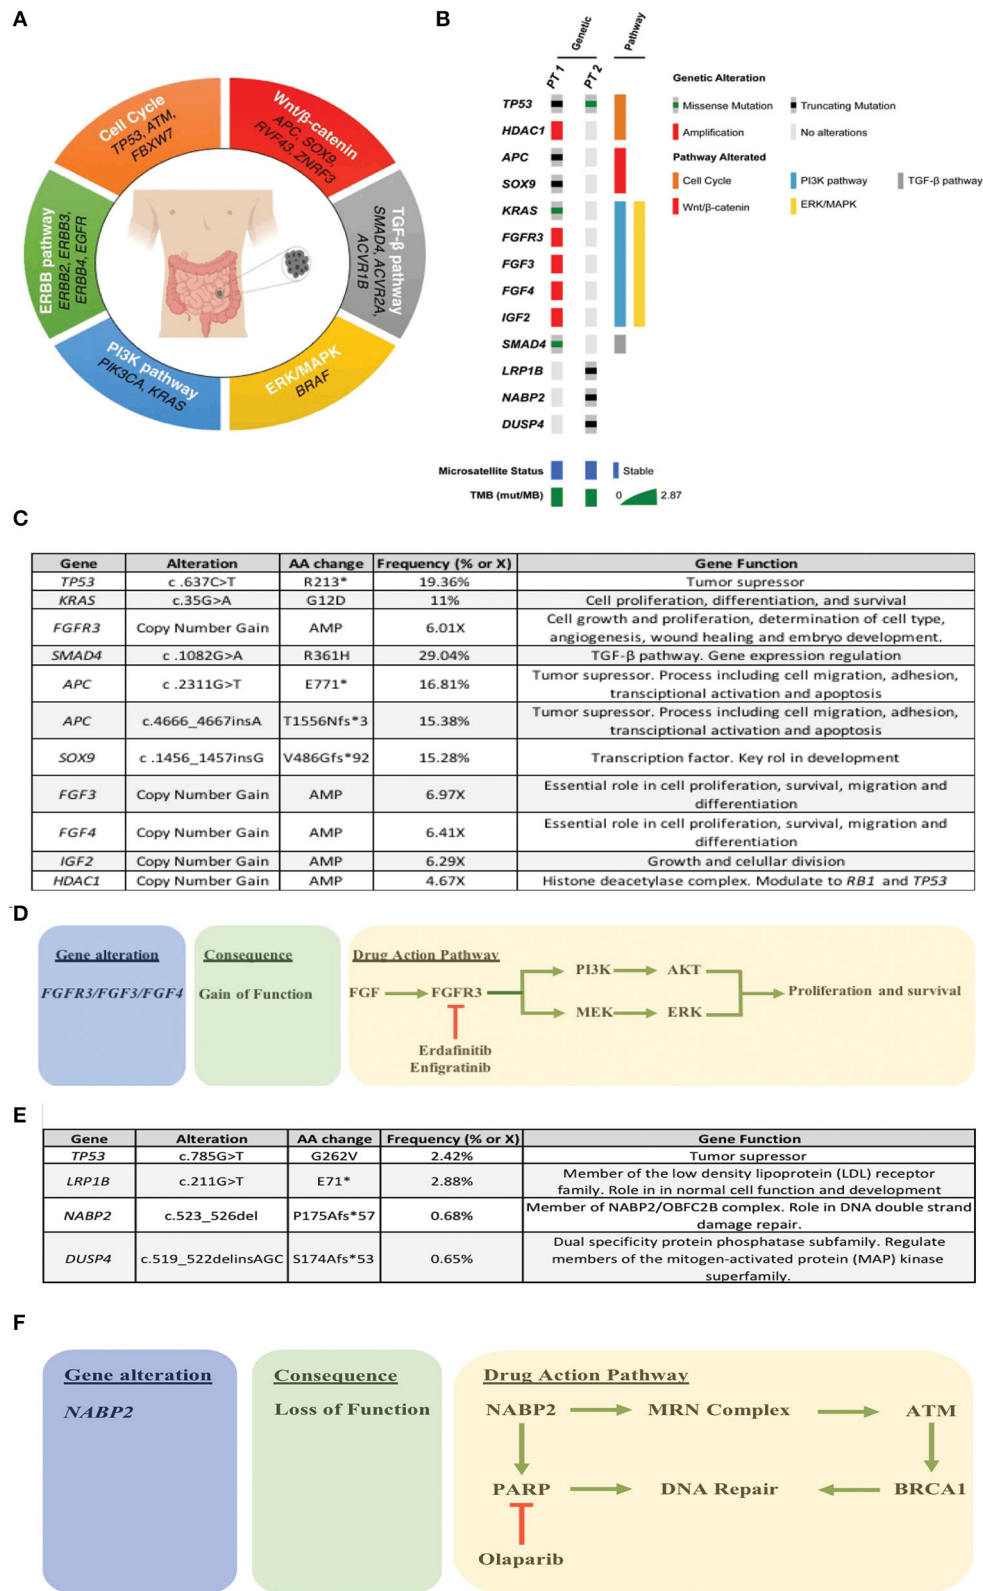 A
Cell Cycle
TP53, ATM,
FBXW7
Wnt/β-catenin
APC, SOX9,
RVF43, ZNRF3
TGF-β pathway
SMAD4, ACVR2A,
ACVR1B
ERK/MAPK
BRAF
PI3K pathway
PIK3CA, KRAS
ERBB pathway
ERBB2, ERBB3,
ERBB4, EGFR
B
Genetic
Pathway
PT 1
PT 2
TP53
HDAC1
APC
SOX9
KRAS
FGFR3
FGF3
FGF4
IGF2
SMAD4
LRP1B
NABP2
DUSP4
Microsatellite Status
Stable
TMB (mut/MB)
0 2.87
Genetic Alteration
Missense Mutation Truncating Mutation
Amplification No alterations
Pathway Alterated
Cell Cycle PI3K pathway TGF-β pathway
Wnt/β-catenin ERK/MAPK
C
Gene Alteration AA change Frequency (% or X) Gene Function
TP53 c .637C>T R213* 19.36% Tumor supressor
KRAS c.35G>A G12D 11% Cell proliferation, differentiation, and survival
FGFR3 Copy Number Gain AMP 6.01X Cell growth and proliferation, determination of cell type,
angiogenesis, wound healing and embryo development.
SMAD4 c .1082G>A R361H 29.04% TGF-β pathway. Gene expression regulation
APC c .2311G>T E771* 16.81% Tumor supressor. Process including cell migration, adhesion,
transciptional activation and apoptosis
APC c.4666_4667insA T1556Nfs*3 15.38% Tumor supressor. Process including cell migration, adhesion,
transciptional activation and apoptosis
SOX9 c .1456_1457insG V486Gfs*92 15.28% Transcription factor. Key rol in development
FGF3 Copy Number Gain AMP 6.97X Essential role in cell proliferation, survival, migration and
differentiation
FGF4 Copy Number Gain AMP 6.41X Essential role in cell proliferation, survival, migration and
differentiation
IGF2 Copy Number Gain AMP 6.29X Growth and celullar division
HDAC1 Copy Number Gain AMP 4.67X Histone deacetylase complex. Modulate to RB1 and TP53
D
Gene alteration
FGFR3/FGF3/FGF4
Consequence
Gain of Function
Drug Action Pathway
PI3K AKT
FGF FGFR3 Proliferation and survival
MEK ERK
Erdafinitib
Enfigratinib
E
Gene Alteration AA change Frequency (% or X) Gene Function
TP53 c.785G>T G262V 2.42% Tumor supressor
LRP1B c.211G>T E71* 2.88% Member of the low density lipoprotein (LDL) receptor
family. Role in in normal cell function and development
NABP2 c.523_526del P175Afs*57 0.68% Member of NABP2/OBFC2B complex. Role in DNA double strand
damage repair.
DUSP4 c.519_522delinsAGC S174Afs*53 0.65% Dual specificity protein phosphatase subfamily. Regulate
members of the mitogen-activated protein (MAP) kinase
superfamily.
F
Gene alteration
NABP2
Consequence
Loss of Function
Drug Action Pathway
NABP2 MRN Complex ATM
PARP DNA Repair BRCA1
Olaparib